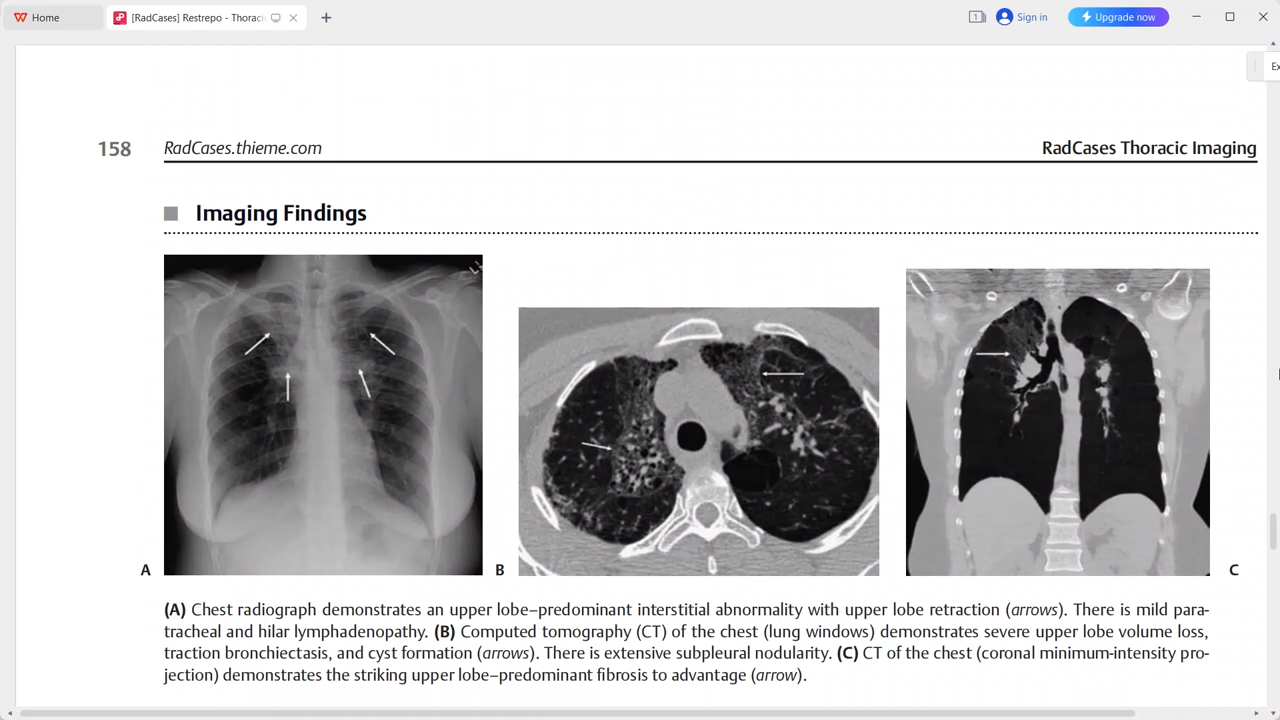 Home
[RadCases] Restrepo - Thoraci
1
Sign in
Upgrade now
Ex
158
RadCases.thieme.com
RadCases Thoracic Imaging
Imaging Findings
A
B
C
(A) Chest radiograph demonstrates an upper lobe–predominant interstitial abnormality with upper lobe retraction (arrows). There is mild para-
tracheal and hilar lymphadenopathy. (B) Computed tomography (CT) of the chest (lung windows) demonstrates severe upper lobe volume loss,
traction bronchiectasis, and cyst formation (arrows). There is extensive subpleural nodularity. (C) CT of the chest (coronal minimum-intensity pro-
jection) demonstrates the striking upper lobe–predominant fibrosis to advantage (arrow).